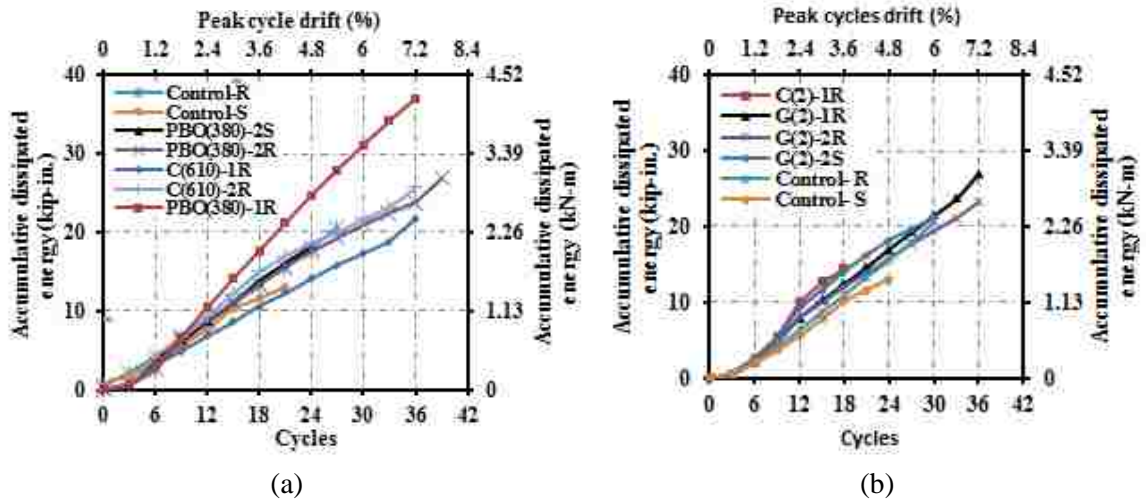 Peak cycle drift (%)
0 1.2 2.4 3.6 4.8 6 7.2 8.4
40
30
20
10
0
Accumulative dissipated
energy (kip-in.)
Control-R
Control-S
PBO(380)-2S
PBO(380)-2R
C(610)-1R
C(610)-2R
PBO(380)-1R
4.52
3.39
2.26
1.13
0
Accumulative dissipated
energy (kN-m)
0 6 12 18 24 30 36 42
Cycles
(a)
Peak cycles drift (%)
0 1.2 2.4 3.6 4.8 6 7.2 8.4
40
30
20
10
0
Accumulative dissipated
energy (kip-in.)
C(2)-1R
G(2)-1R
G(2)-2R
G(2)-2S
Control- R
Control- S
4.52
3.39
2.26
1.13
0
Accumulative dissipated
energy (kN-m)
0 6 12 18 24 30 36 42
Cycles
(b)